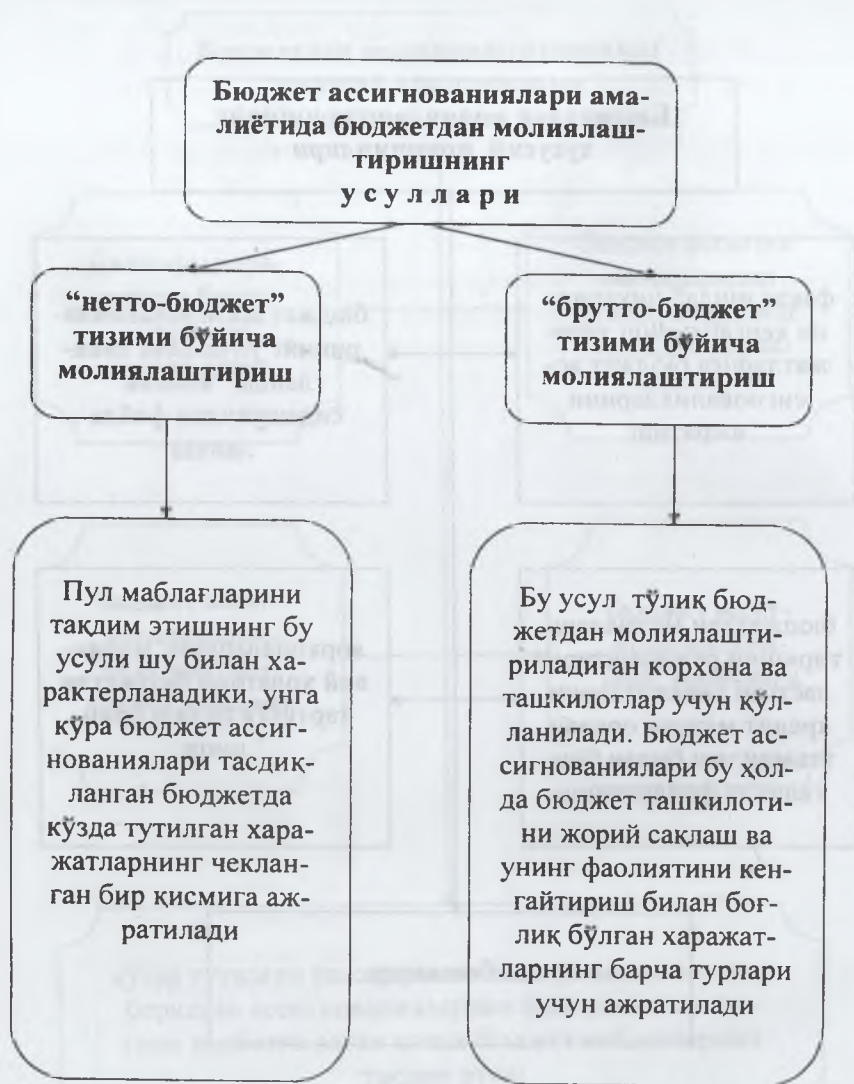 Бюджет ассигнованиялари ама-
лиётида бюджетдан молиялаш-
тиришнинг
у с у л л а р и
“нетто-бюджет”
тизими бўйича
молиялаштириш
“брутто-бюджет”
тизими бўйича
молиялаштириш
Пул маблағларини
тақдим этишнинг бу
усули шу билан ха-
рактерланадики, унга
кўра бюджет ассиг-
нованиялари тасдиқ-
ланган бюджетда
кўзда тутилган хара-
жатларнинг чеклан-
ган бир қисмига аж-
ратилади
Бу усул тўлиқ бюд-
жетдан молиялашти-
риладиган корхона ва
ташкилотлар учун қўл-
ланилади. Бюджет ас-
сигнованиялари бу ҳол-
да бюджет ташкилоти-
ни жорий сақлаш ва
унинг фаолиятини кен-
гайтириш билан боғ-
лиқ бўлган харажат-
ларнинг барча турлари
учун ажратилади